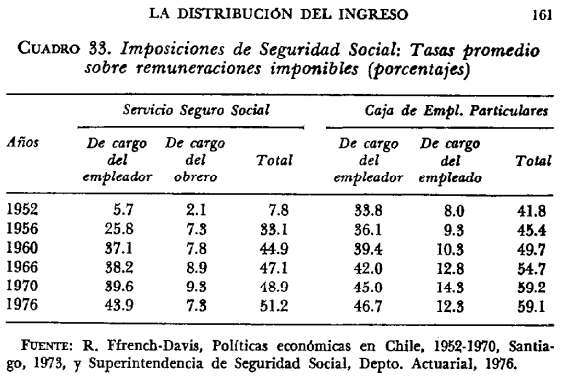 LA DISTRIBUCIÓN DEL INGRESO 161
CUADRO 33. Imposiciones de Seguridad Social: Tasas promedio
sobre remuneraciones imponibles (porcentajes)
Servicio Seguro Social Caja de Empl. Particulares
Años De cargo De cargo De cargo De cargo
del del Total del del Total
empleador obrero empleador empleado
1952 5.7 2.1 7.8 33.8 8.0 41.8
1956 25.8 7.3 33.1 36.1 9.3 45.4
1960 37.1 7.8 44.9 39.4 10.3 49.7
1966 38.2 8.9 47.1 42.0 12.8 54.7
1970 39.6 9.3 48.9 45.0 14.3 59.2
1976 43.9 7.3 51.2 46.7 12.3 59.1
FUENTE: R. Ffrench-Davis, Políticas económicas en Chile, 1952-1970, Santia-
go, 1973, y Superintendencia de Seguridad Social, Depto. Actuarial, 1976.